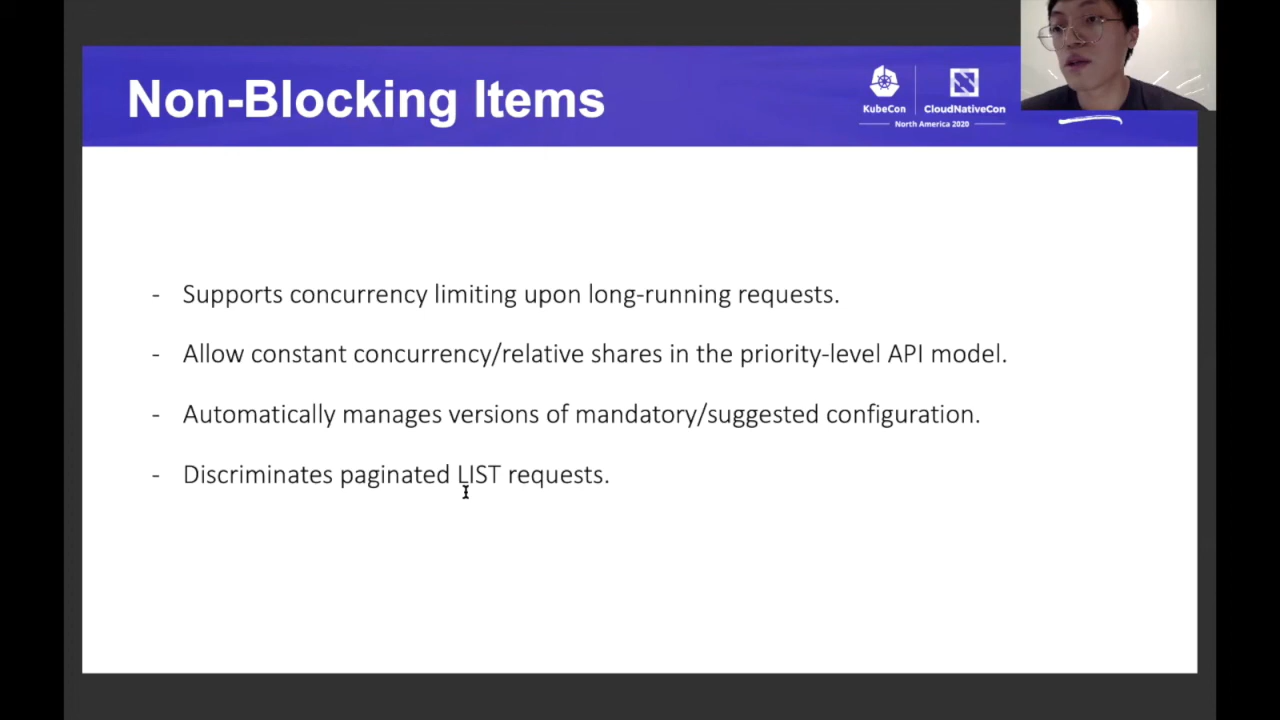 Non-Blocking Items
KubeCon
CloudNativeCon
North America 2020
- Supports concurrency limiting upon long-running requests.
- Allow constant concurrency/relative shares in the priority-level API model.
- Automatically manages versions of mandatory/suggested configuration.
- Discriminates paginated LIST requests.